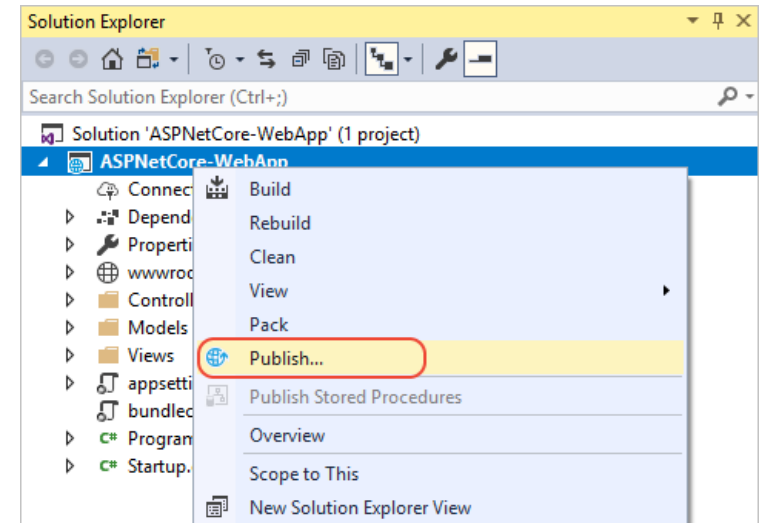 Solution Explorer
Search Solution Explorer (Ctrl+;)
Solution 'ASPNetCore-WebApp' (1 project)
ASPNetCore-WebApp
Connec
Depend
Properti
wwwroo
Controll
Models
Views
appsetti
bundlec
C# Program
C# Startup.
Build
Rebuild
Clean
View
Pack
Publish...
Publish Stored Procedures
Overview
Scope to This
New Solution Explorer View